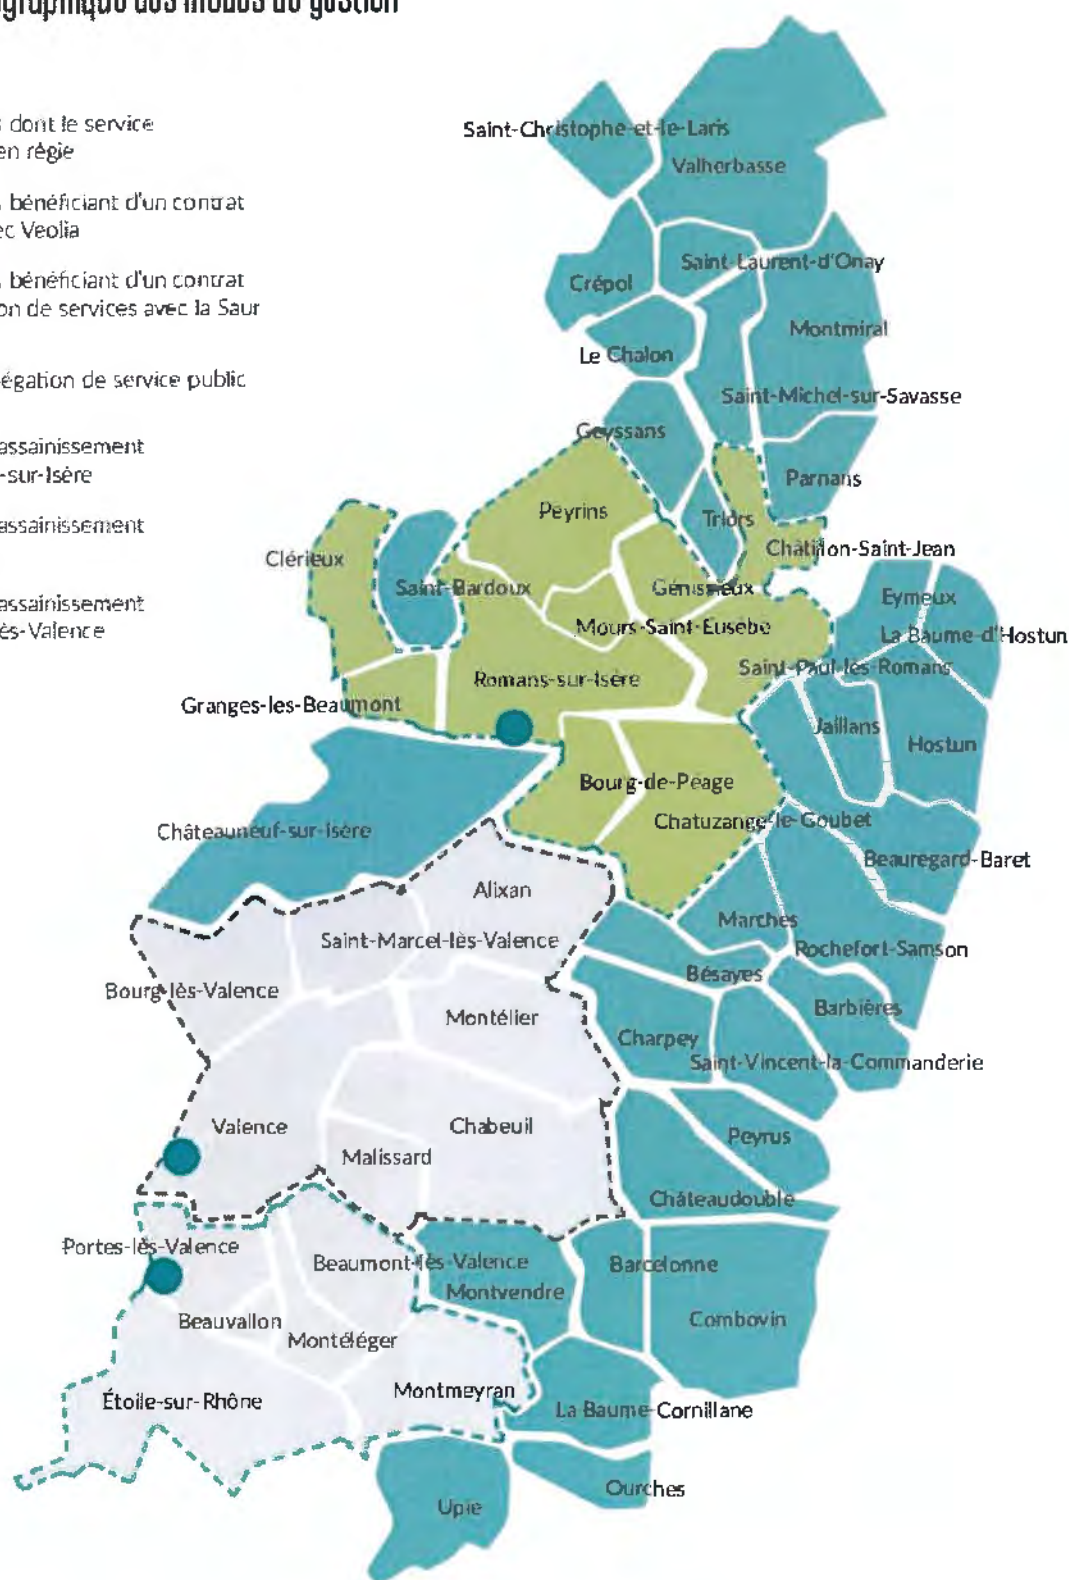 graphique des modes de gestion
dont le service
en régie
bénéficiant d'un contrat
ec Veolia
bénéficiant d'un contrat
on de services avec la Saur
égation de service public
assainissement
-sur-Isère
assainissement
assainissement
ès-Valence
Saint-Christophe-et-le-Laris
Valherbasse
Saint-Laurent-d'Onay
Crépol
Montmiral
Le Chalon
Saint-Michel-sur-Savasse
Geyssans
Parnans
Peyrins
Triors
Châtillon-Saint-Jean
Clérieux
Saint-Bardoux
Génissieux
Eymeux
Mours-Saint-Eusèbe
La Baume-d'Hostun
Saint-Paul-lès-Romans
Romans-sur-Isère
Granges-les-Beaumont
Jaillans
Hostun
Bourg-de-Péage
Chatuzange-le-Goubet
Châteauneuf-sur-Isère
Beauregard-Baret
Alixan
Marches
Saint-Marcel-lès-Valence
Rochefort-Samson
Bésayes
Bourg-lès-Valence
Barbières
Montélier
Charpey
Saint-Vincent-la-Commanderie
Valence
Chabeuil
Peyrus
Malissard
Châteaudouble
Portes-lès-Valence
Beaumont-lès-Valence
Barcelonne
Montvendre
Beauvallon
Combovin
Montéléger
Montmeyran
Étoile-sur-Rhône
La Baume-Cornillane
Ourches
Upie